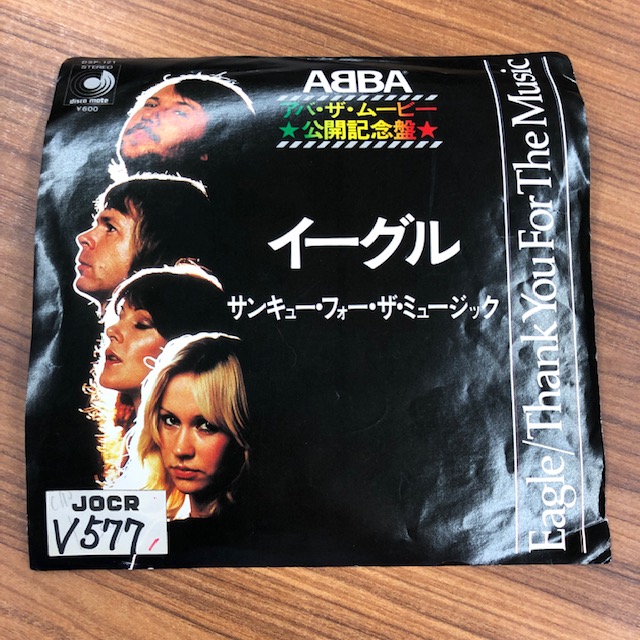 DSP-121
STEREO
disco mate
¥600
ABBA
アバ・ザ・ムービー
★公開記念盤★
イーグル
サンキュー・フォー・ザ・ミュージック
Eagle/Thank You For The Music
JOCR
V577